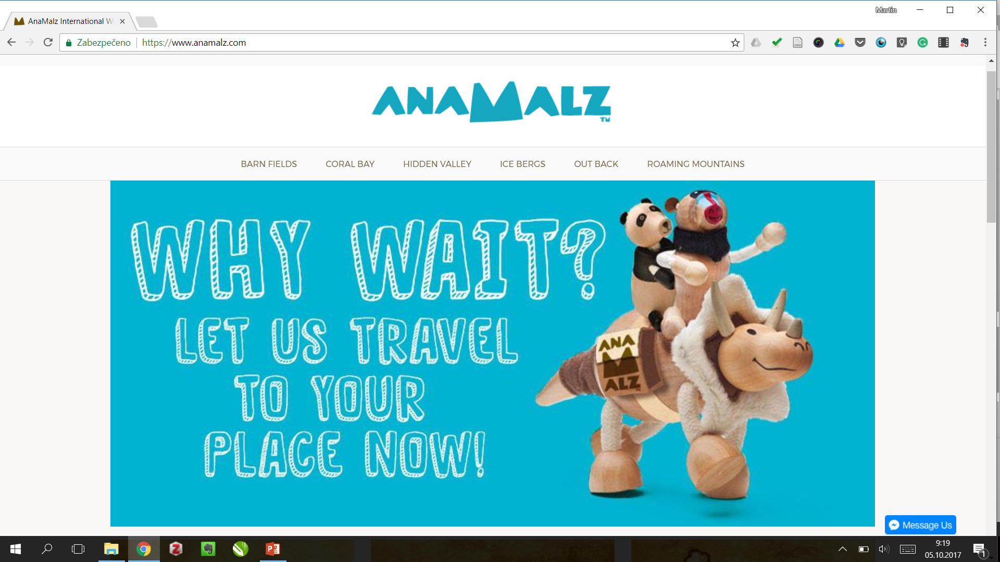 Martin
AnaMalz International W
Zabezpečeno https://www.anamalz.com
ANAMALZ
TM
BARN FIELDS CORAL BAY HIDDEN VALLEY ICE BERGS OUT BACK ROAMING MOUNTAINS
WHY WAIT?
LET US TRAVEL
TO YOUR
PLACE NOW!
ANA
M
ALZ
Message Us
9:19
05.10.2017
1